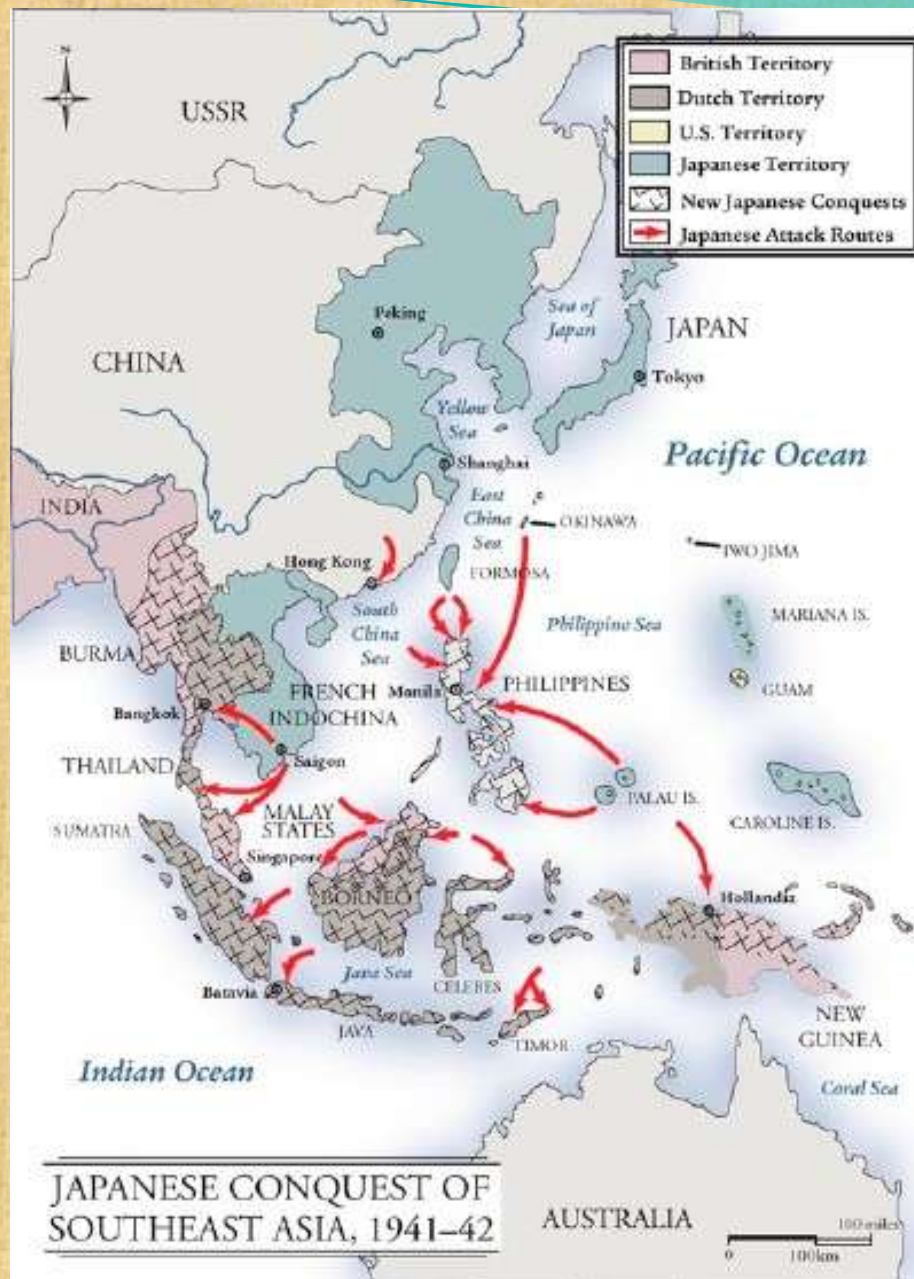 N
USSR
British Territory
Dutch Territory
U.S. Territory
Japanese Territory
New Japanese Conquests
Japanese Attack Routes
Peking
Sea of
Japan
JAPAN
CHINA
Tokyo
Yellow
Sea
Pacific Ocean
Shanghai
INDIA
East
China
Sea
OKINAWA
IWO JIMA
Hong Kong
FORMOSA
South
China
Sea
Philippine Sea
MARIANA IS.
BURMA
FRENCH
INDOCHINA
Manila
PHILIPPINES
GUAM
Bangkok
THAILAND
Saigon
PALAU IS.
CAROLINE IS.
MALAY
STATES
SUMATRA
Singapore
BORNEO
Hollandia
Java Sea
CELEBES
Batavia
JAVA
TIMOR
NEW
GUINEA
Indian Ocean
Coral Sea
JAPANESE CONQUEST OF
SOUTHEAST ASIA, 1941–42
AUSTRALIA
100 miles
0
100km